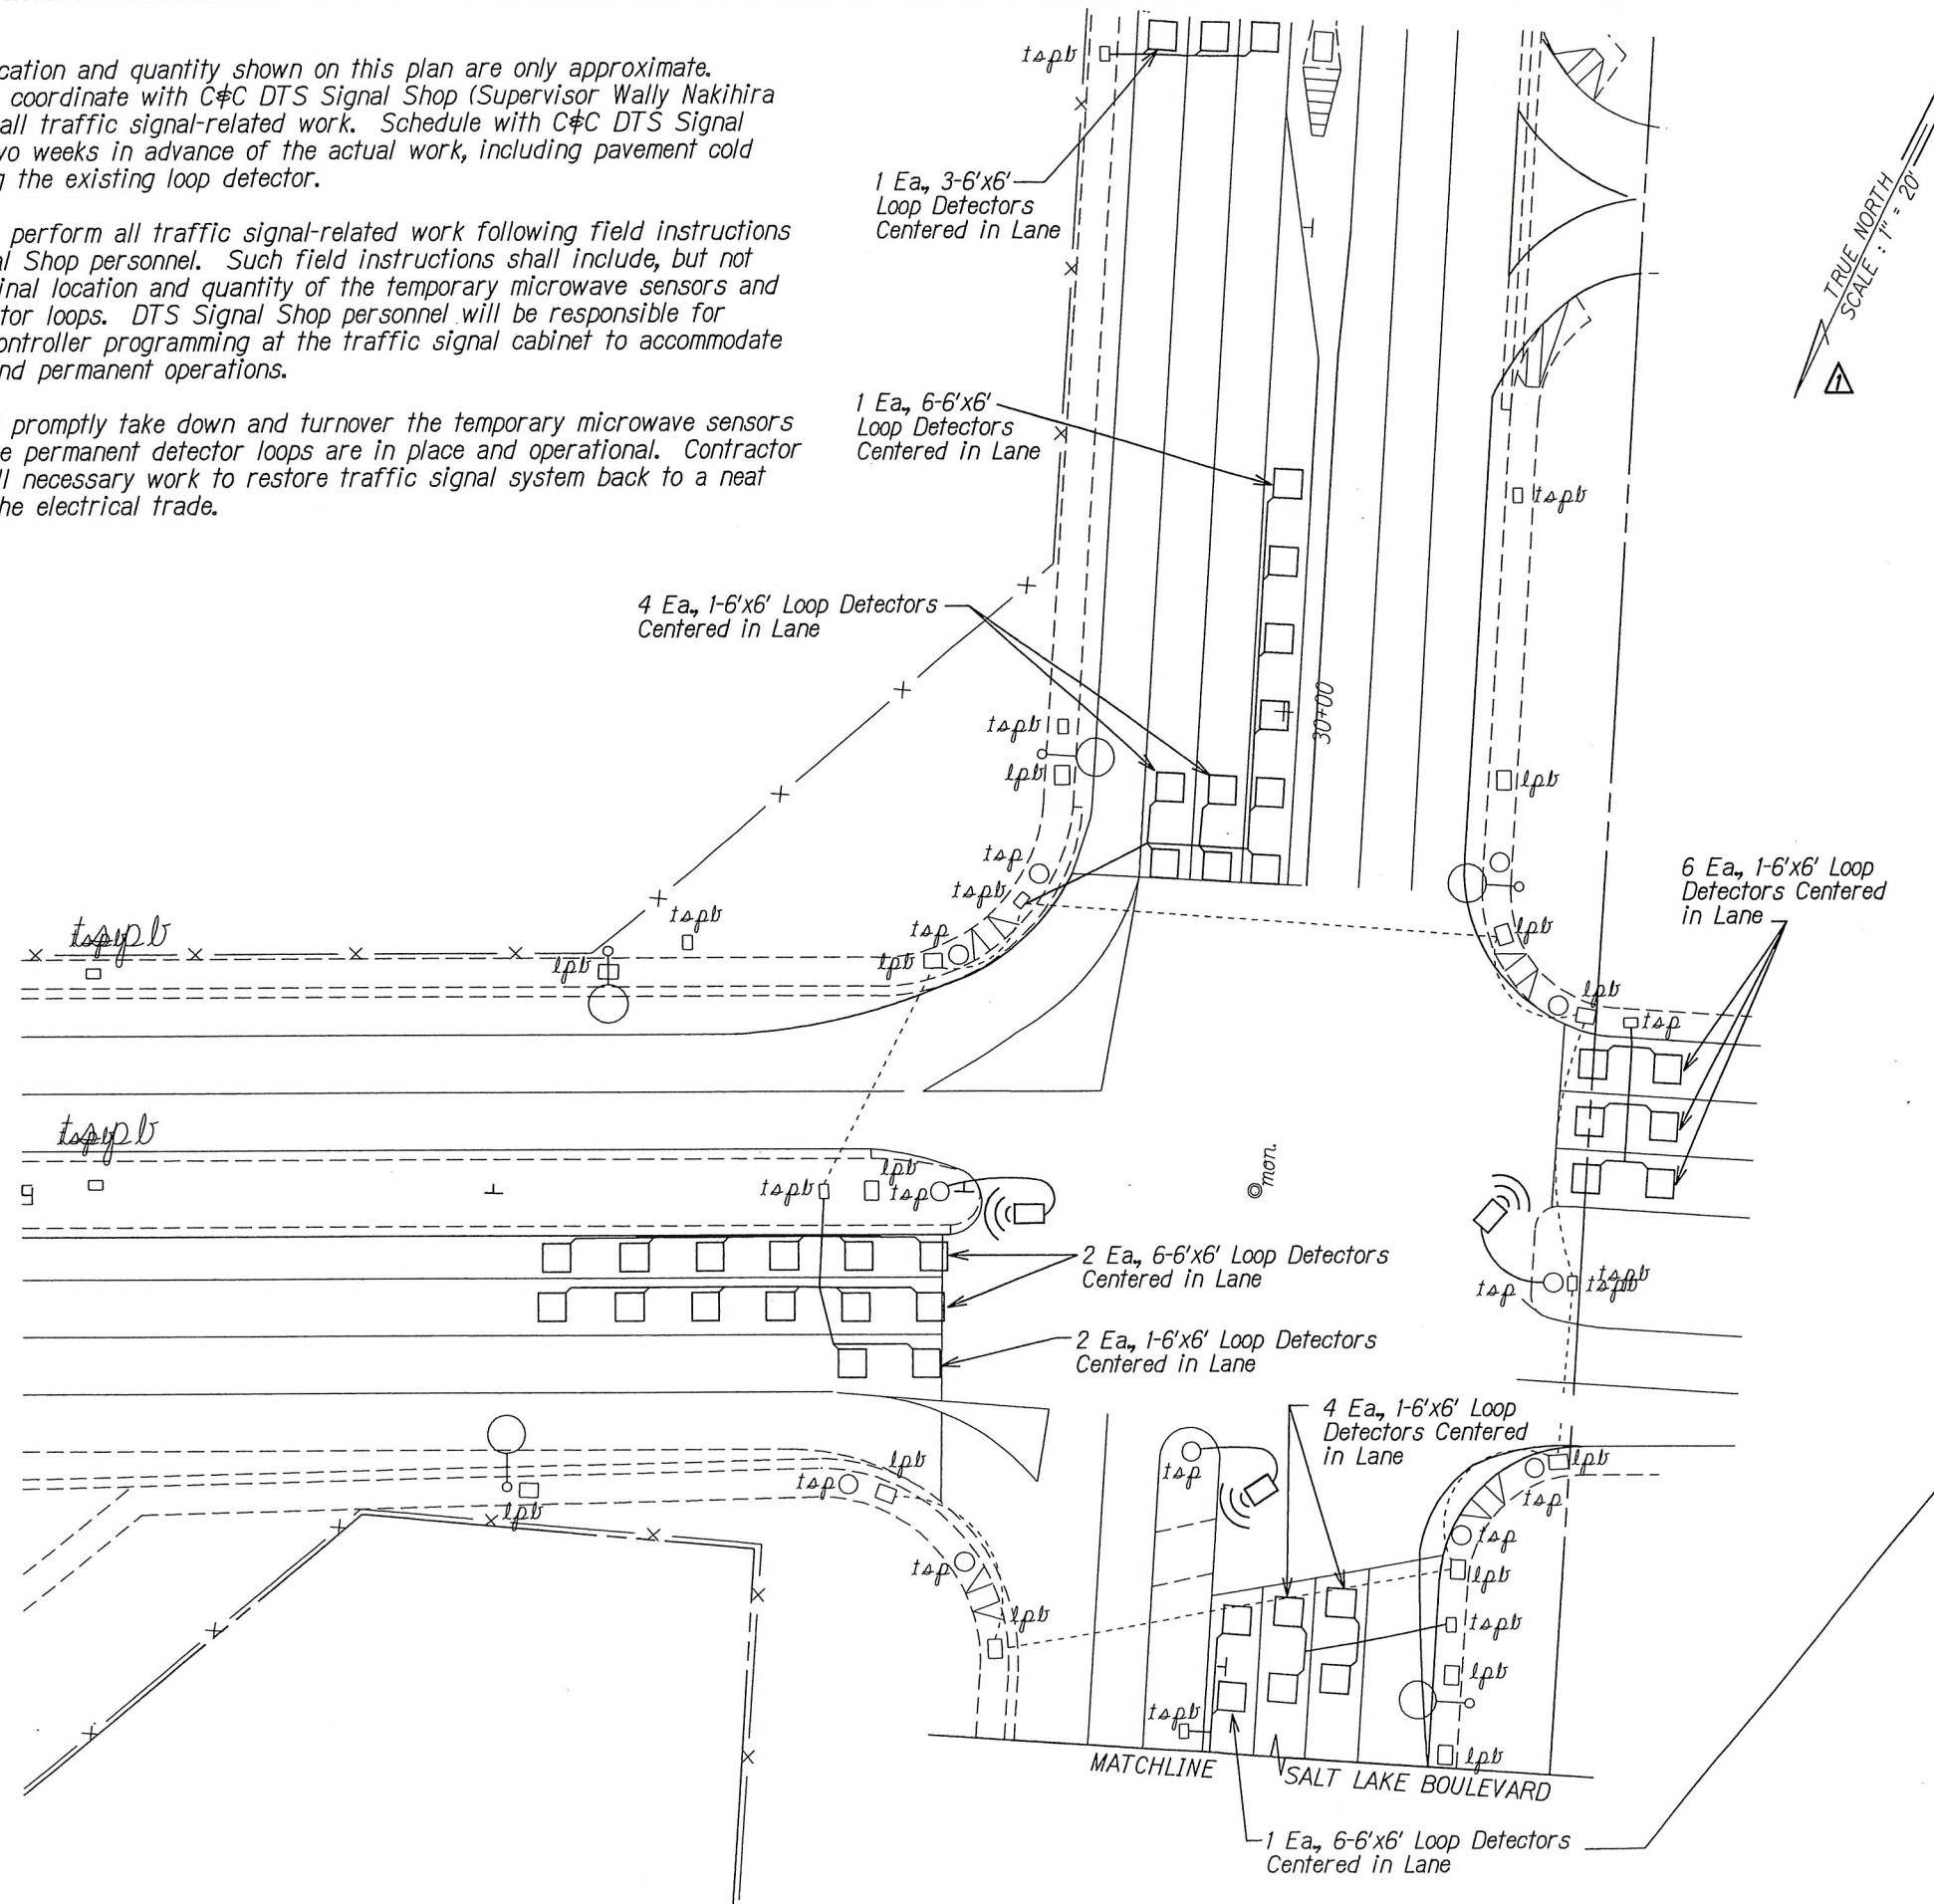 cation and quantity shown on this plan are only approximate.
coordinate with C&C DTS Signal Shop (Supervisor Wally Nakihira
all traffic signal-related work. Schedule with C&C DTS Signal
wo weeks in advance of the actual work, including pavement cold
g the existing loop detector.
perform all traffic signal-related work following field instructions
al Shop personnel. Such field instructions shall include, but not
inal location and quantity of the temporary microwave sensors and
tor loops. DTS Signal Shop personnel will be responsible for
ontroller programming at the traffic signal cabinet to accommodate
nd permanent operations.
promptly take down and turnover the temporary microwave sensors
e permanent detector loops are in place and operational. Contractor
ll necessary work to restore traffic signal system back to a neat
he electrical trade.
tspb
1 Ea., 3-6'x6'
Loop Detectors
Centered in Lane
TRUE NORTH
SCALE : 1" = 20'
1
1 Ea., 6-6'x6'
Loop Detectors
Centered in Lane
tspb
4 Ea., 1-6'x6' Loop Detectors
Centered in Lane
30+00
tspb
lpb
lpb
tsp
tspb
6 Ea., 1-6'x6' Loop
Detectors Centered
in Lane
tspb
tsp
lpb
lpb
lpb
lpb
tsp
lpb
tspb
tsp
mon.
2 Ea., 6-6'x6' Loop Detectors
Centered in Lane
tsp
tspb
2 Ea., 1-6'x6' Loop Detectors
Centered in Lane
4 Ea., 1-6'x6' Loop
Detectors Centered
in Lane
lpb
tsp
lpb
tsp
lpb
tsp
tsp
tsp
lpb
lpb
tspb
lpb
tspb
lpb
MATCHLINE
SALT LAKE BOULEVARD
1 Ea., 6-6'x6' Loop Detectors
Centered in Lane